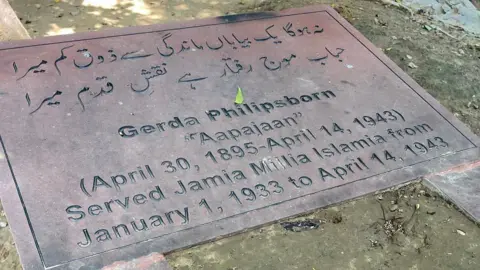 نہ ہوگا یک بیاباں ماندگی سے ذوق کم میرا
حباب موجۂ رفتار ہے نقش قدم میرا
Gerda Philipsborn
"Aapajaan"
(April 30, 1895-April 14, 1943)
Served Jamia Millia Islamia from
January 1, 1933 to April 14, 1943